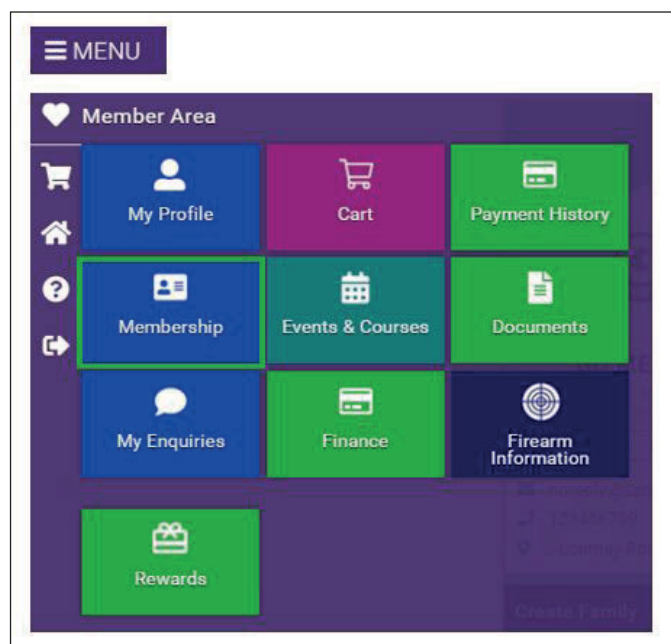 MENU
Member Area
My Profile
Cart
Payment History
Membership
Events & Courses
Documents
My Enquiries
Finance
Firearm
Information
Rewards
Create Family